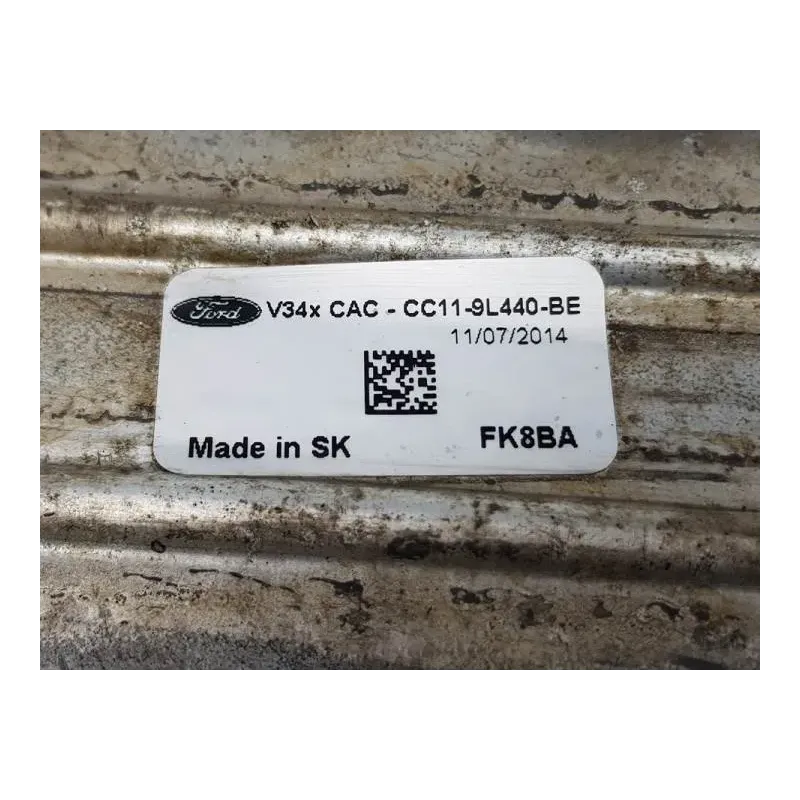 Ford V34x CAC - CC11-9L440-BE
11/07/2014
Made in SK FK8BA